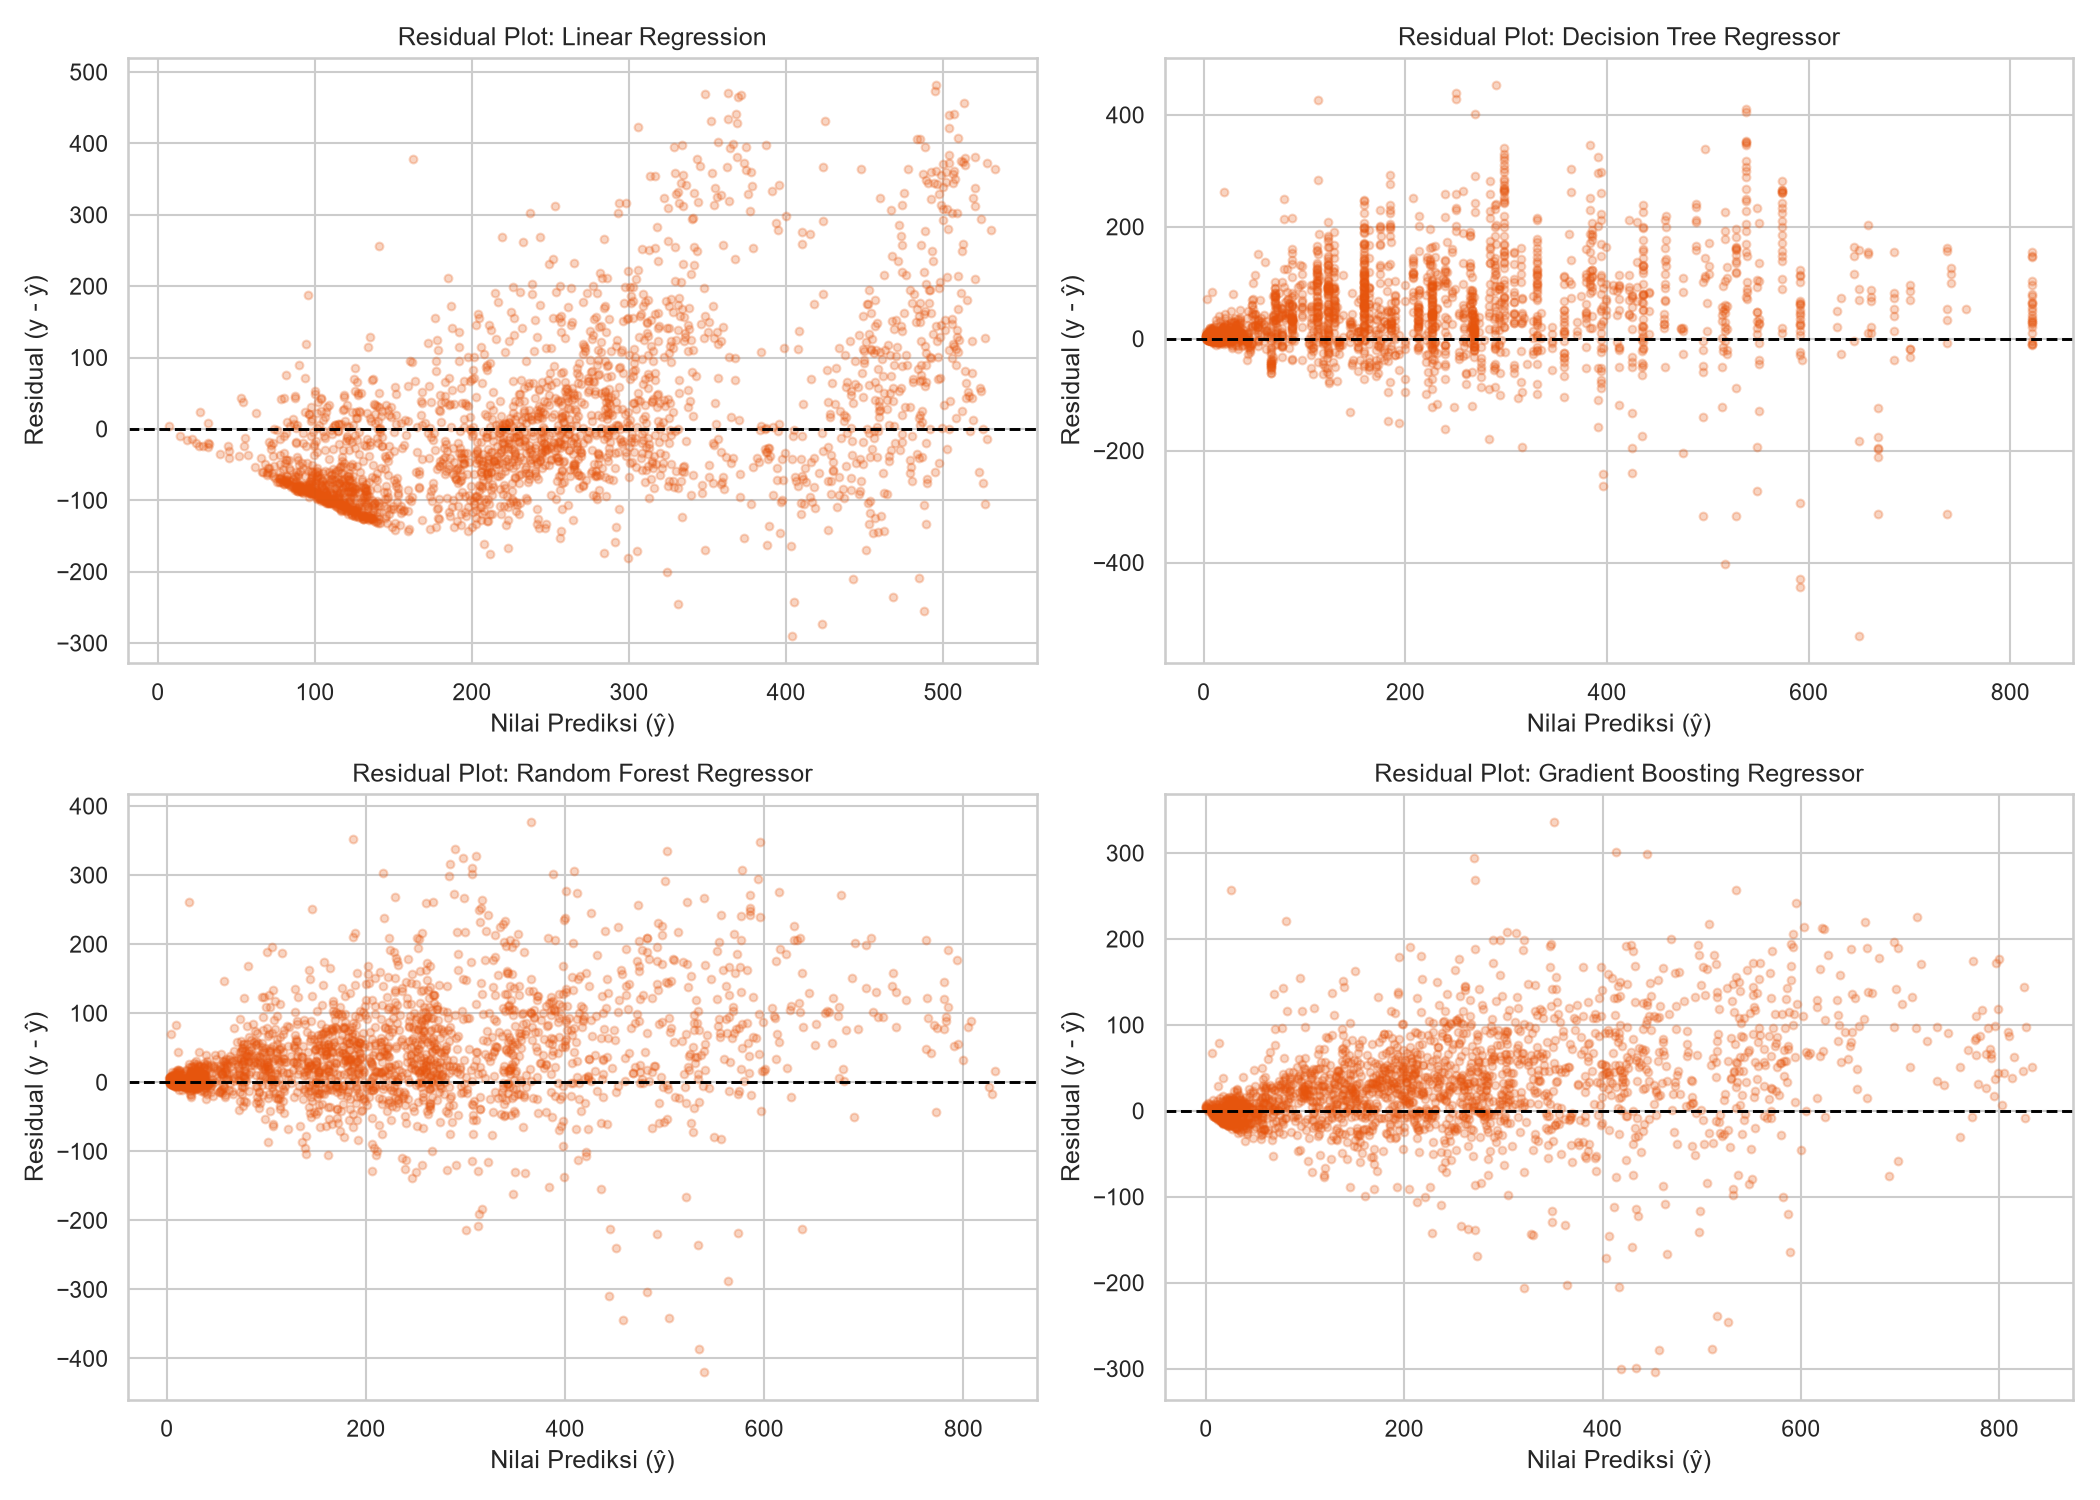 Residual Plot: Linear Regression
500
400
300
200
100
0
−100
−200
−300
Residual (y - ŷ)
0 100 200 300 400 500
Nilai Prediksi (ŷ)
Residual Plot: Decision Tree Regressor
400
200
0
−200
−400
Residual (y - ŷ)
0 200 400 600 800
Nilai Prediksi (ŷ)
Residual Plot: Random Forest Regressor
400
300
200
100
0
−100
−200
−300
−400
Residual (y - ŷ)
0 200 400 600 800
Nilai Prediksi (ŷ)
Residual Plot: Gradient Boosting Regressor
300
200
100
0
−100
−200
−300
Residual (y - ŷ)
0 200 400 600 800
Nilai Prediksi (ŷ)